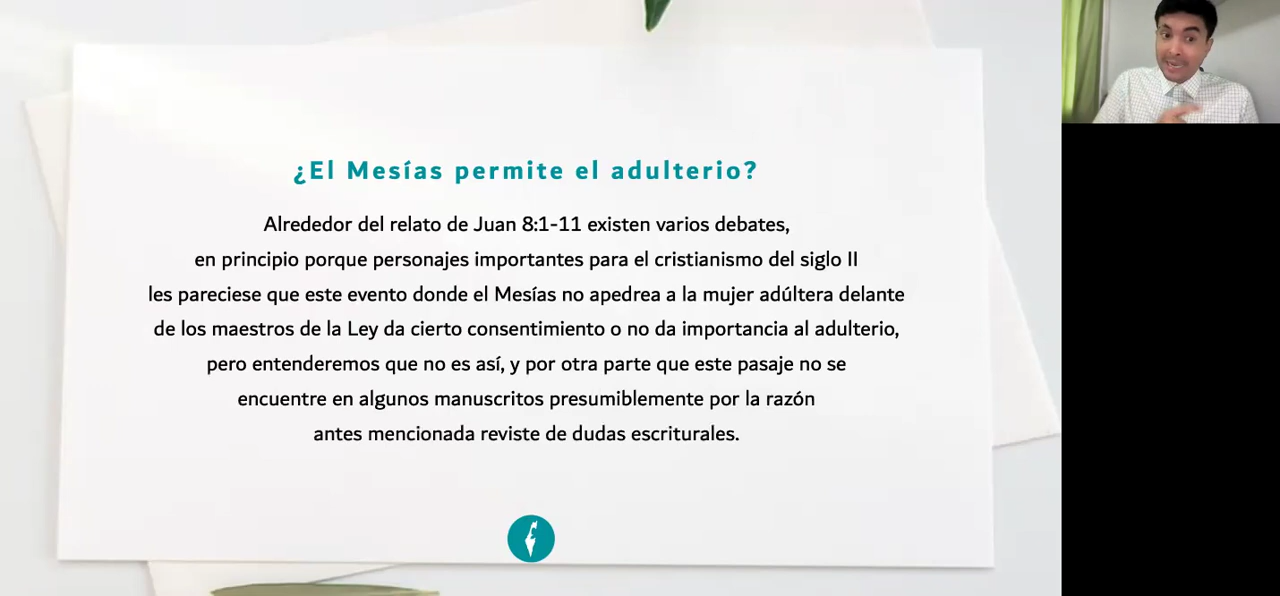 ¿El Mesías permite el adulterio?
Alrededor del relato de Juan 8:1-11 existen varios debates,
en principio porque personajes importantes para el cristianismo del siglo II
les pareciese que este evento donde el Mesías no apedrea a la mujer adúltera delante
de los maestros de la Ley da cierto consentimiento o no da importancia al adulterio,
pero entenderemos que no es así, y por otra parte que este pasaje no se
encuentre en algunos manuscritos presumiblemente por la razón
antes mencionada reviste de dudas escriturales.